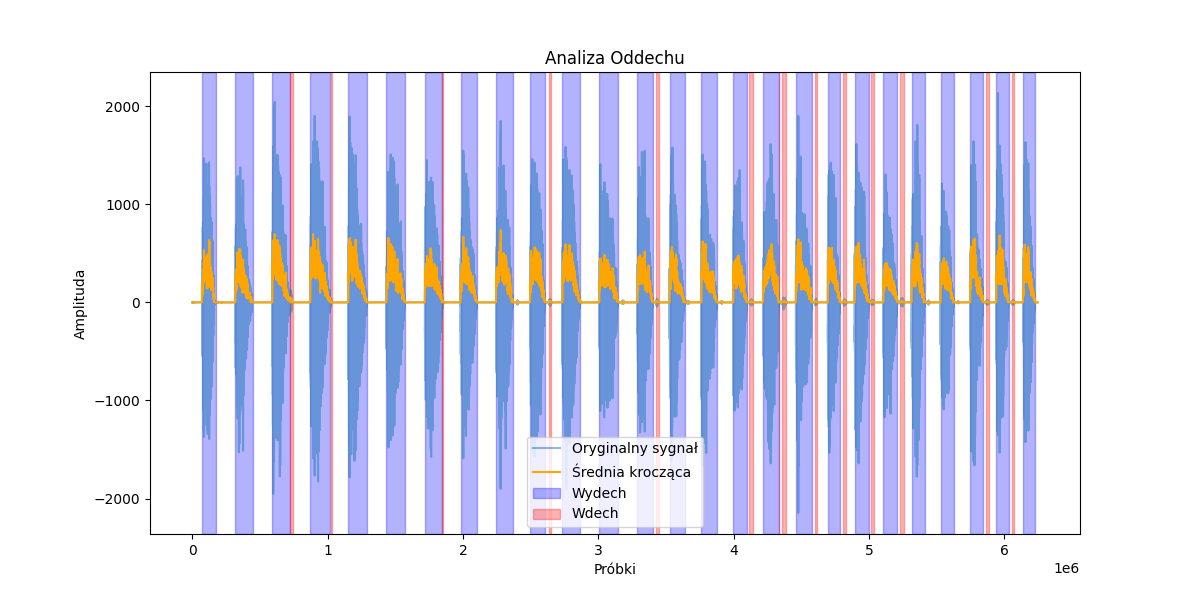 Analiza Oddechu
Amplituda
2000
1000
0
−1000
−2000
Oryginalny sygnał
Średnia krocząca
Wydech
Wdech
0 1 2 3 4 5 6
1e6
Próbki